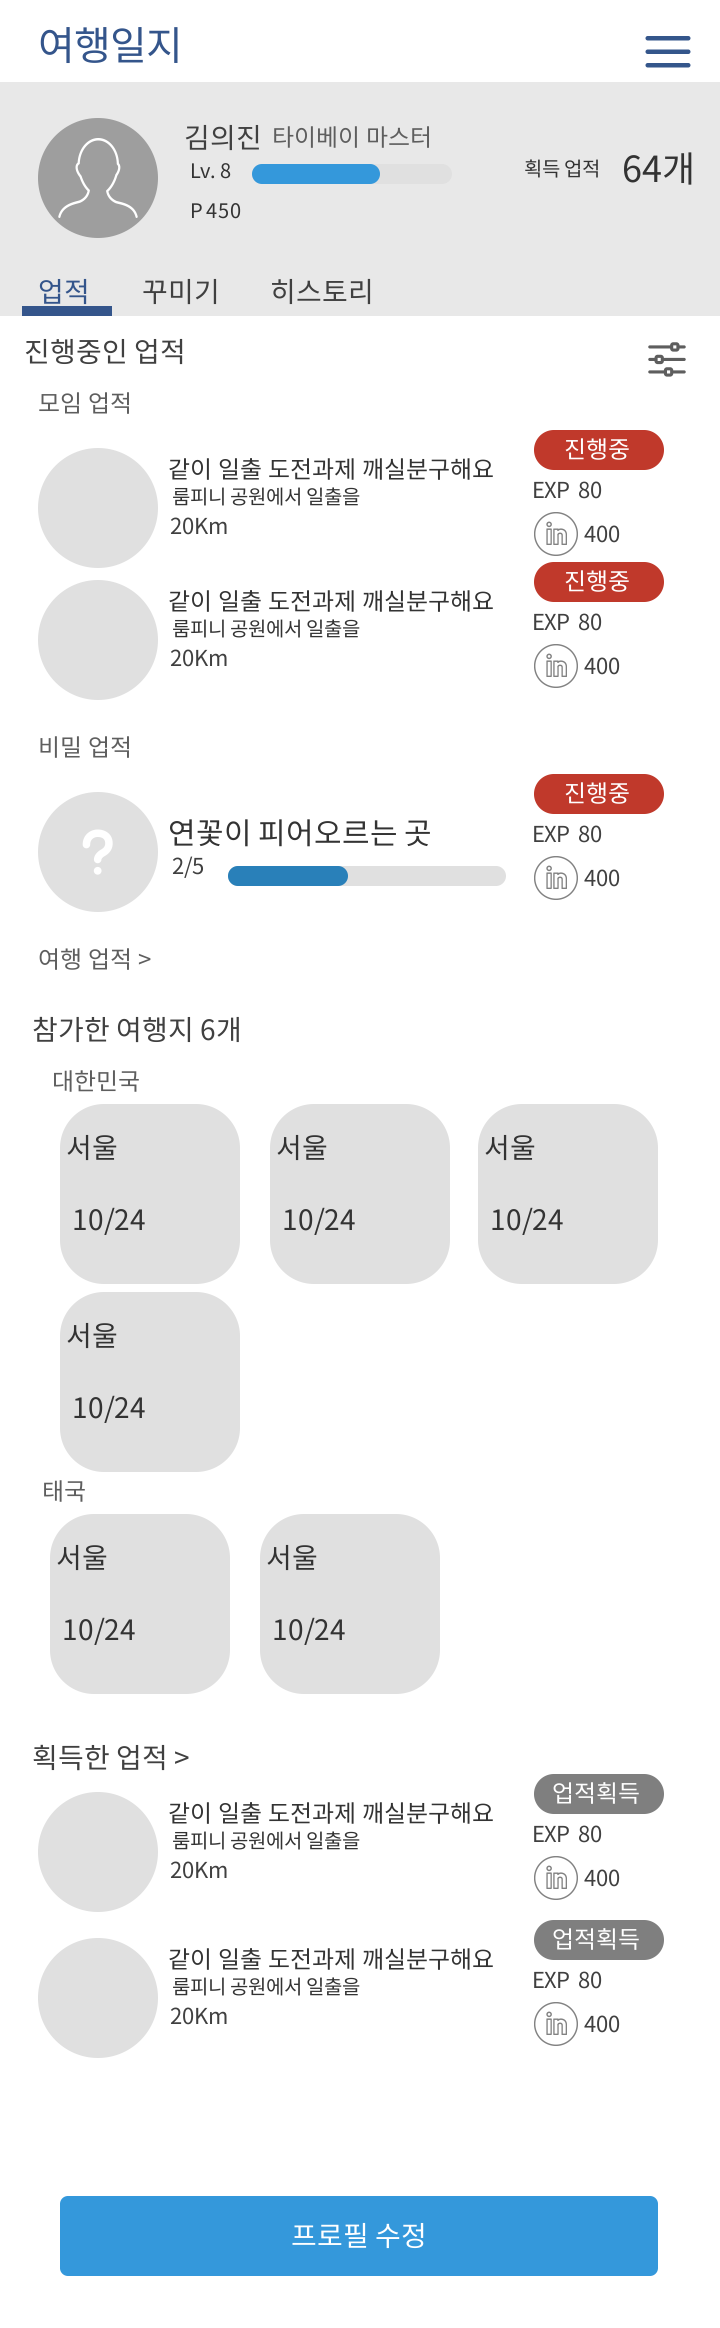 여행일지
김의진 타이베이 마스터
Lv. 8
획득 업적 64개
P 450
업적 꾸미기 히스토리
진행중인 업적
모임 업적
진행중
같이 일출 도전과제 깨실분구해요
룸피니 공원에서 일출을
EXP 80
20Km
in 400
진행중
같이 일출 도전과제 깨실분구해요
룸피니 공원에서 일출을
EXP 80
20Km
in 400
비밀 업적
진행중
?
연꽃이 피어오르는 곳
EXP 80
2/5
in 400
여행 업적 >
참가한 여행지 6개
대한민국
서울 서울 서울
10/24 10/24 10/24
서울
10/24
태국
서울 서울
10/24 10/24
획득한 업적 >
업적획득
같이 일출 도전과제 깨실분구해요
룸피니 공원에서 일출을
EXP 80
20Km
in 400
업적획득
같이 일출 도전과제 깨실분구해요
룸피니 공원에서 일출을
EXP 80
20Km
in 400
프로필 수정